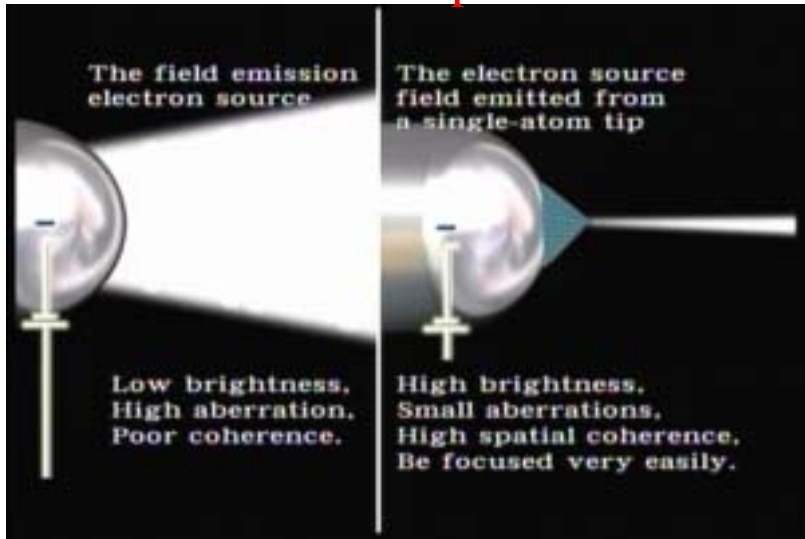 The field emission
electron source
Low brightness,
High aberration,
Poor coherence.
The electron source
field emitted from
a single-atom tip
High brightness,
Small aberrations,
High spatial coherence,
Be focused very easily.